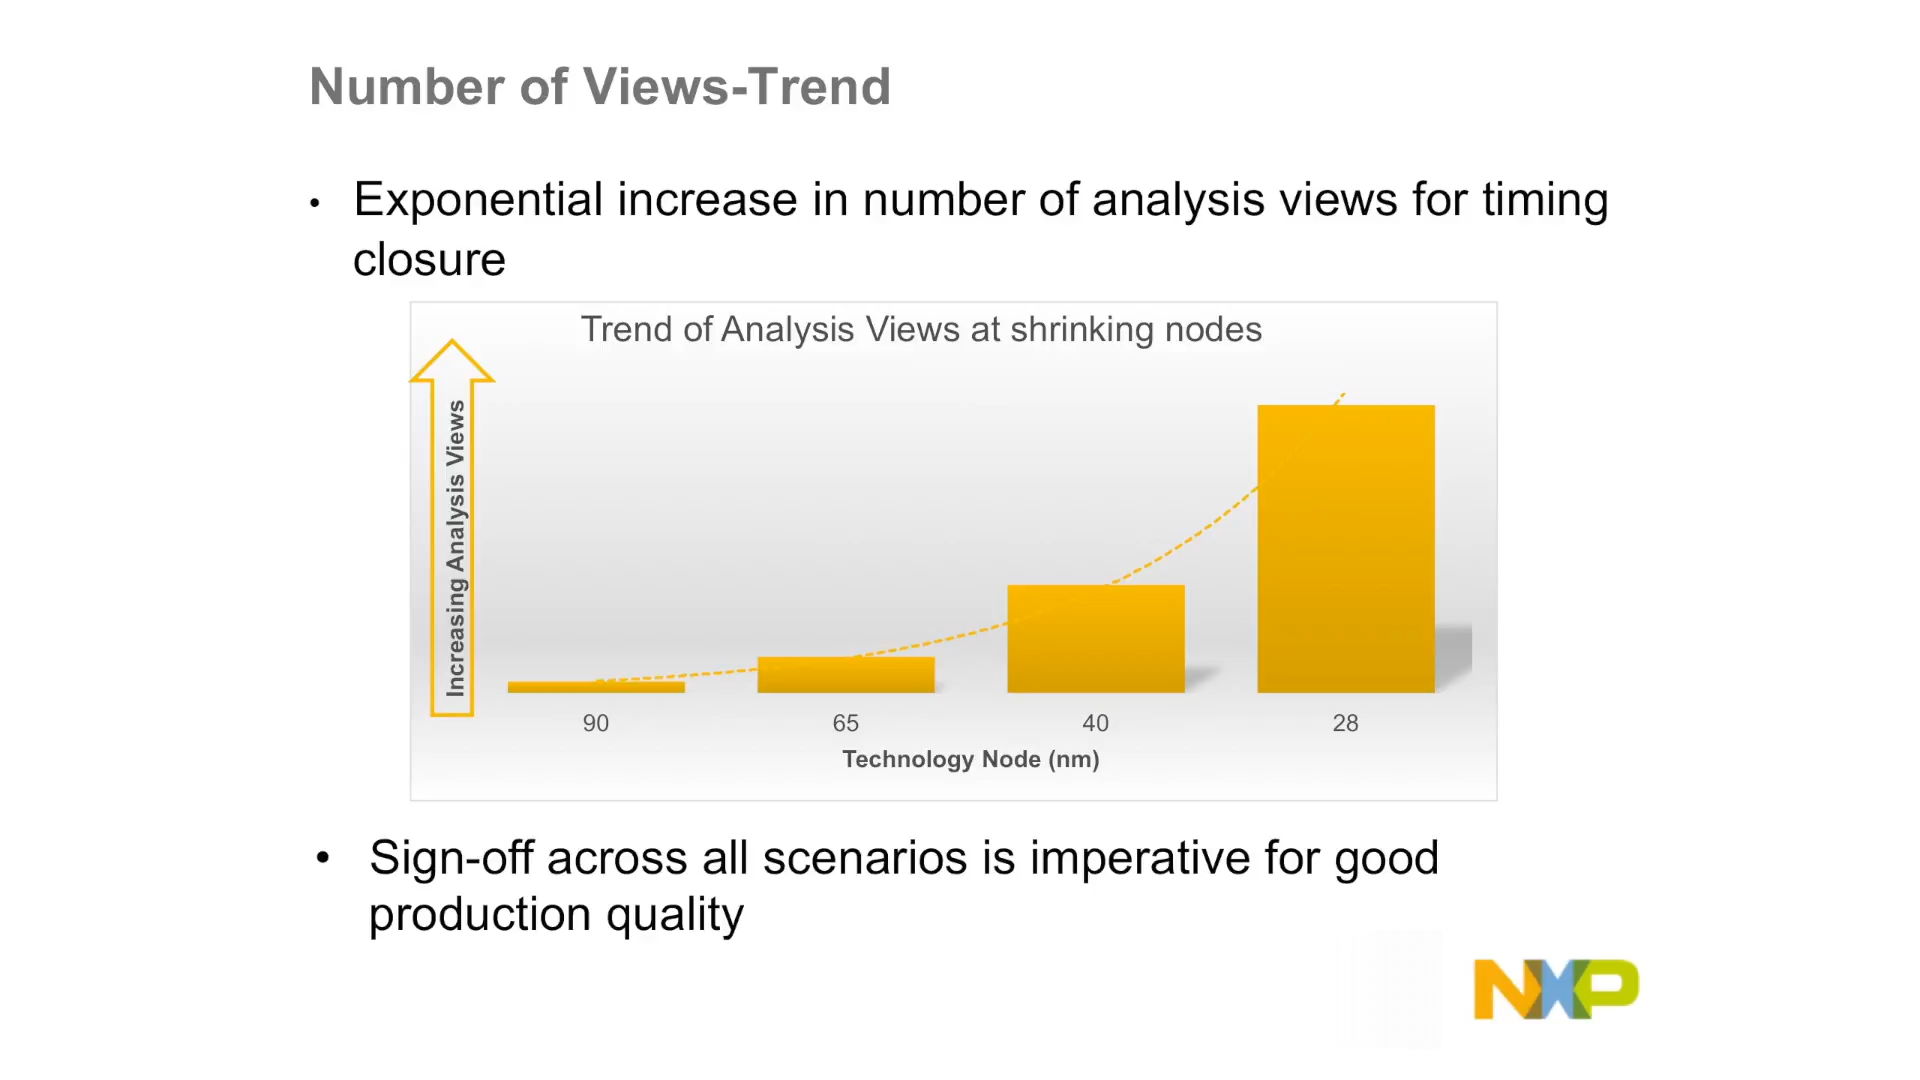 Number of Views-Trend
• Exponential increase in number of analysis views for timing
closure
Trend of Analysis Views at shrinking nodes
Increasing Analysis Views
90 65 40 28
Technology Node (nm)
• Sign-off across all scenarios is imperative for good
production quality
NXP